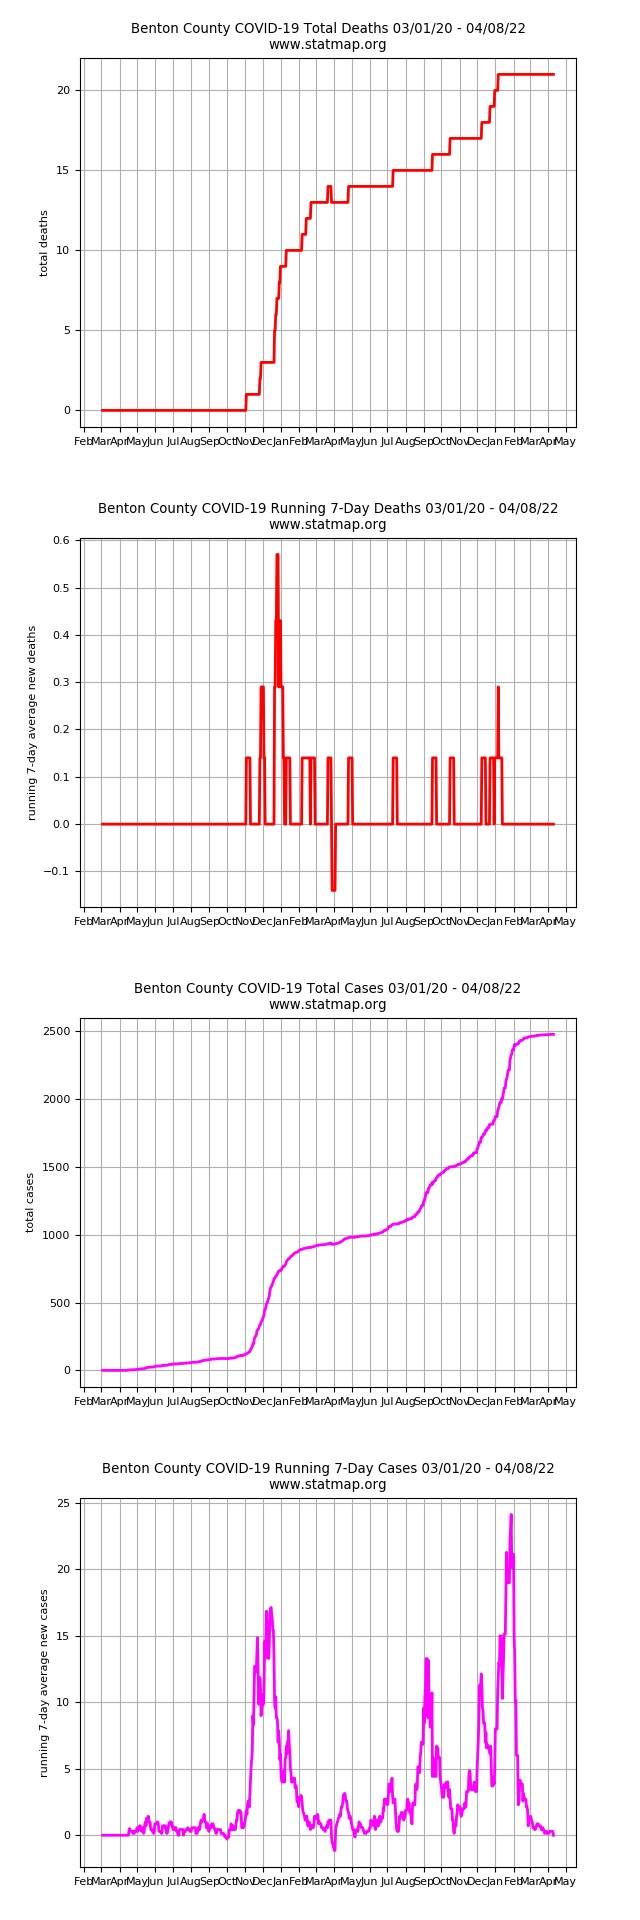 Benton County COVID-19 Total Deaths 03/01/20 - 04/08/22
www.statmap.org
20
15
10
5
0
total deaths
Feb Mar Apr May Jun Jul Aug Sep Oct Nov Dec Jan Feb Mar Apr May Jun Jul Aug Sep Oct Nov Dec Jan Feb Mar Apr May
Benton County COVID-19 Running 7-Day Deaths 03/01/20 - 04/08/22
www.statmap.org
0.6
0.5
0.4
0.3
0.2
0.1
0.0
−0.1
running 7-day average new deaths
Feb Mar Apr May Jun Jul Aug Sep Oct Nov Dec Jan Feb Mar Apr May Jun Jul Aug Sep Oct Nov Dec Jan Feb Mar Apr May
Benton County COVID-19 Total Cases 03/01/20 - 04/08/22
www.statmap.org
2500
2000
1500
1000
500
0
total cases
Feb Mar Apr May Jun Jul Aug Sep Oct Nov Dec Jan Feb Mar Apr May Jun Jul Aug Sep Oct Nov Dec Jan Feb Mar Apr May
Benton County COVID-19 Running 7-Day Cases 03/01/20 - 04/08/22
www.statmap.org
25
20
15
10
5
0
running 7-day average new cases
Feb Mar Apr May Jun Jul Aug Sep Oct Nov Dec Jan Feb Mar Apr May Jun Jul Aug Sep Oct Nov Dec Jan Feb Mar Apr May